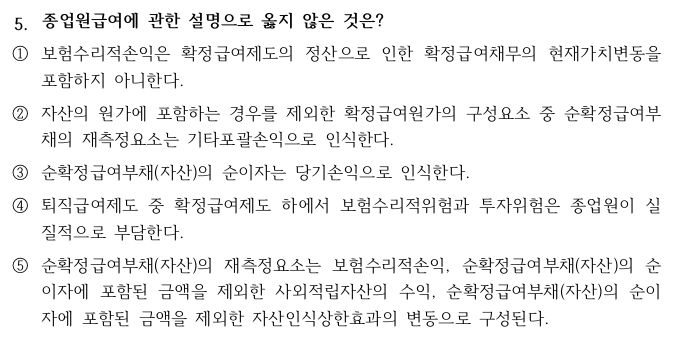 5. 종업원급여에 관한 설명으로 옳지 않은 것은?
① 보험수리적손익은 확정급여제도의 정산으로 인한 확정급여채무의 현재가치변동을
포함하지 아니한다.
② 자산의 원가에 포함하는 경우를 제외한 확정급여원가의 구성요소 중 순확정급여부
채의 재측정요소는 기타포괄손익으로 인식한다.
③ 순확정급여부채(자산)의 순이자는 당기손익으로 인식한다.
④ 퇴직급여제도 중 확정급여제도 하에서 보험수리적위험과 투자위험은 종업원이 실
질적으로 부담한다.
⑤ 순확정급여부채(자산)의 재측정요소는 보험수리적손익, 순확정급여부채(자산)의 순
이자에 포함된 금액을 제외한 사외적립자산의 수익, 순확정급여부채(자산)의 순이
자에 포함된 금액을 제외한 자산인식상한효과의 변동으로 구성된다.